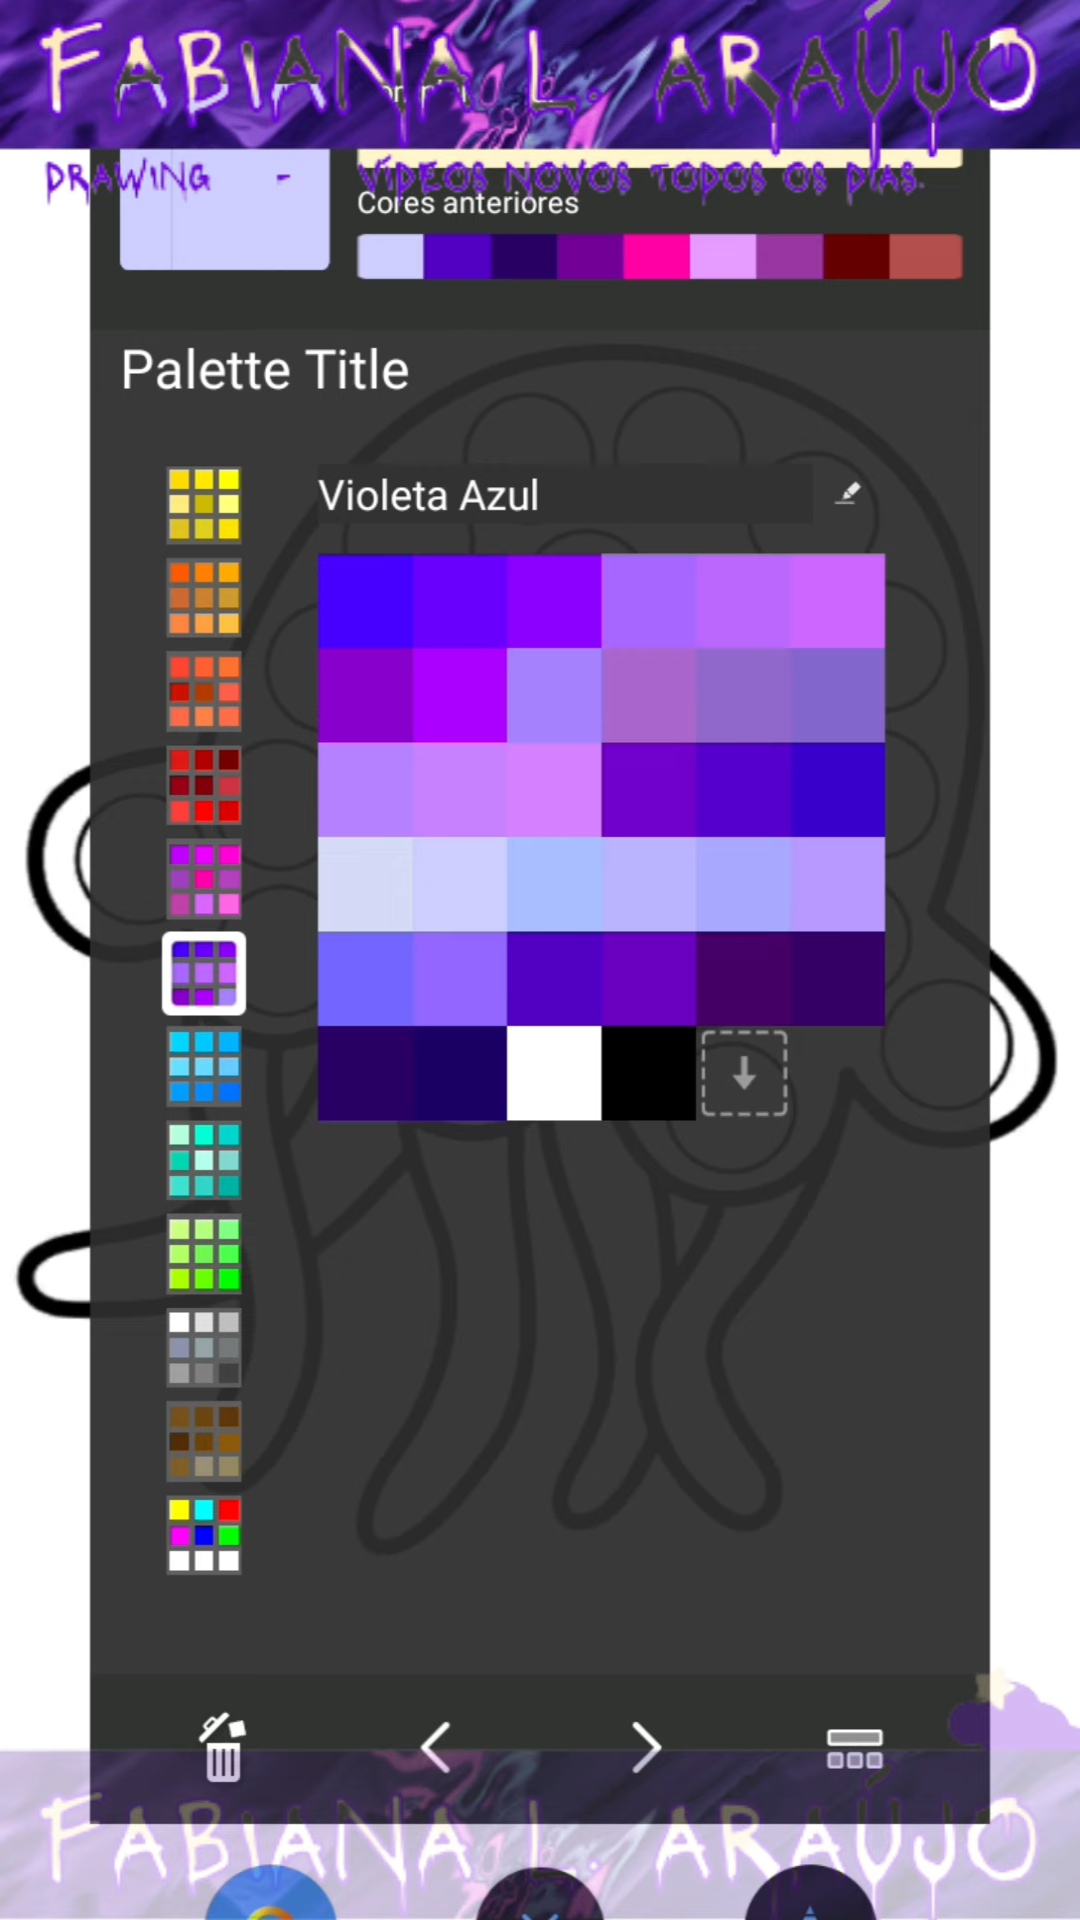 FABIANA L. ARAÚJO
DRAWING - VÍDEOS NOVOS TODOS OS DIAS.
Cores anteriores
Palette Title
Violeta Azul
FABIANA L. ARAÚJO